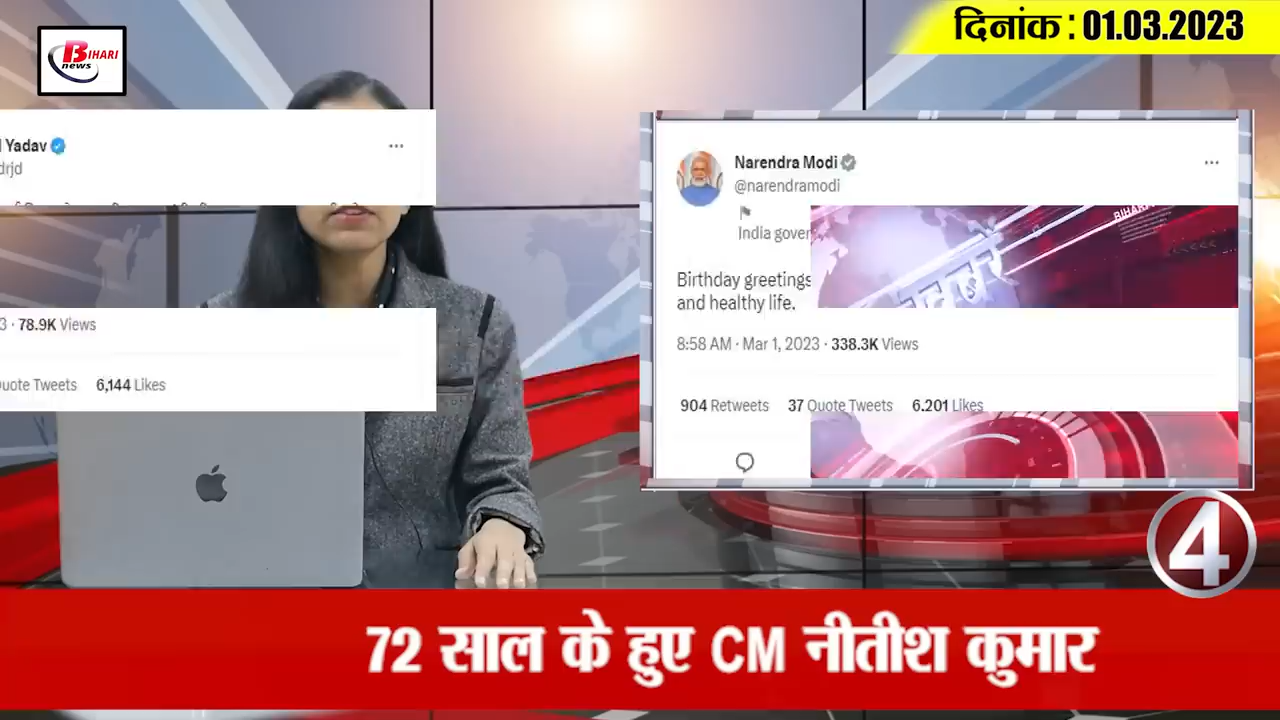 BIHARI
news
दिनांक : 01.03.2023
Yadav
drjd
78.9K Views
Quote Tweets 6,144 Likes
Narendra Modi
@narendramodi
India
Birthday greetings
and healthy life.
8:58 AM · Mar 1, 2023 · 338.3K Views
904 Retweets 37 Quote Tweets 6,201 Likes
4
72 साल के हुए CM नीतीश कुमार